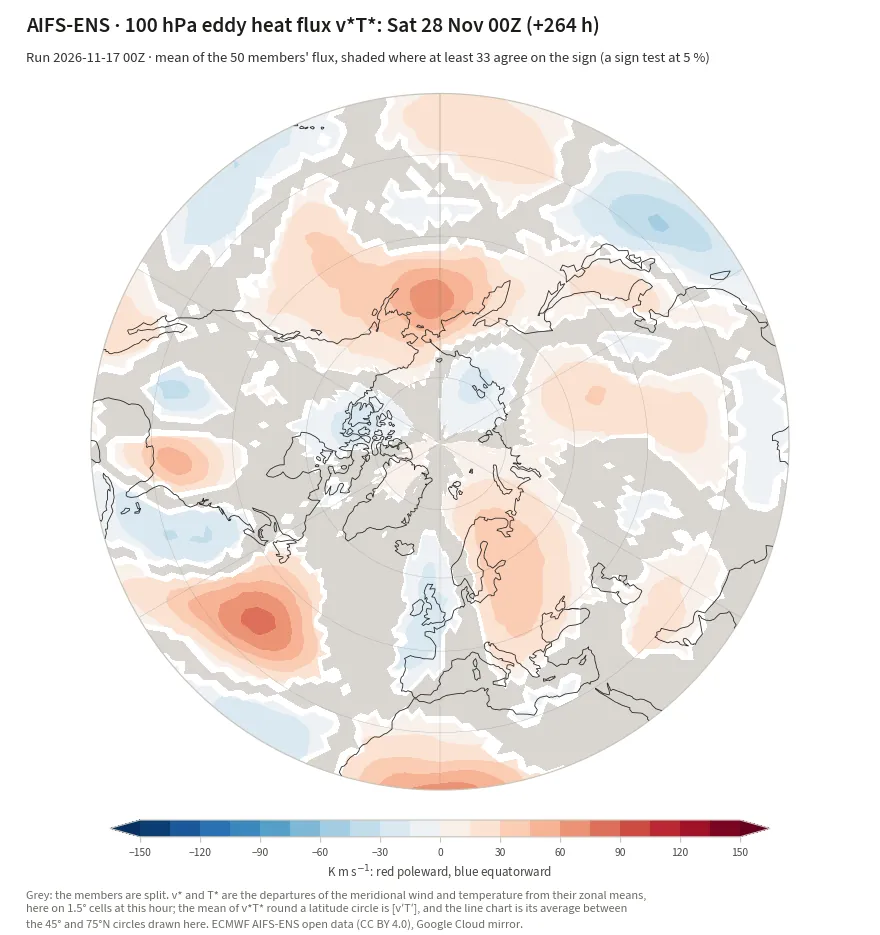 AIFS-ENS · 100 hPa eddy heat flux v*T*: Sat 28 Nov 00Z (+264 h)
Run 2026-11-17 00Z · mean of the 50 members' flux, shaded where at least 33 agree on the sign (a sign test at 5 %)
−150 −120 −90 −60 −30 0 30 60 90 120 150
K m s⁻¹: red poleward, blue equatorward
Grey: the members are split. v* and T* are the departures of the meridional wind and temperature from their zonal means,
here on 1.5° cells at this hour; the mean of v*T* round a latitude circle is [v′T′], and the line chart is its average between
the 45° and 75°N circles drawn here. ECMWF AIFS-ENS open data (CC BY 4.0), Google Cloud mirror.